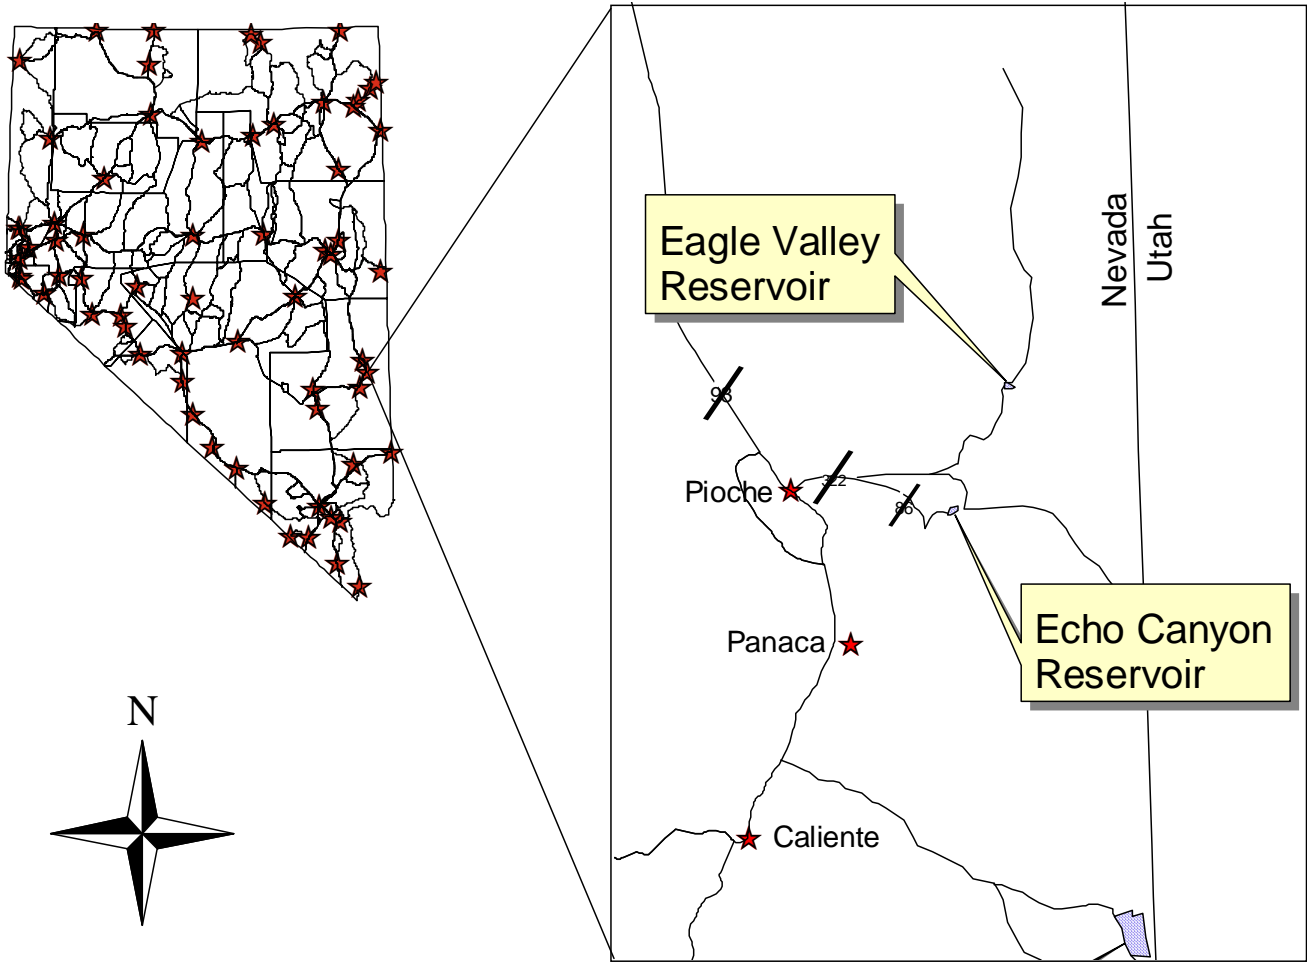 N
Eagle Valley
Reservoir
Nevada
Utah
93
Pioche
322
86
Panaca
Echo Canyon
Reservoir
Caliente